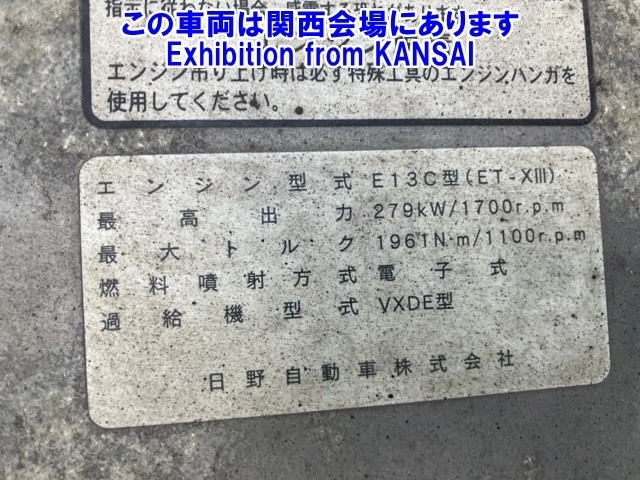 この車両は関西会場にあります
Exhibition from KANSAI
エンジン吊り上げ時は必ず特殊工具のエンジンハンガを
使用してください。
エンジン型式 E13C型(ET-XIII)
最高出力 279kW/1700r.p.m
最大トルク 1961N·m/1100r.p.m
燃料噴射方式 電子式
過給機型式 VXDE型
日野自動車株式会社